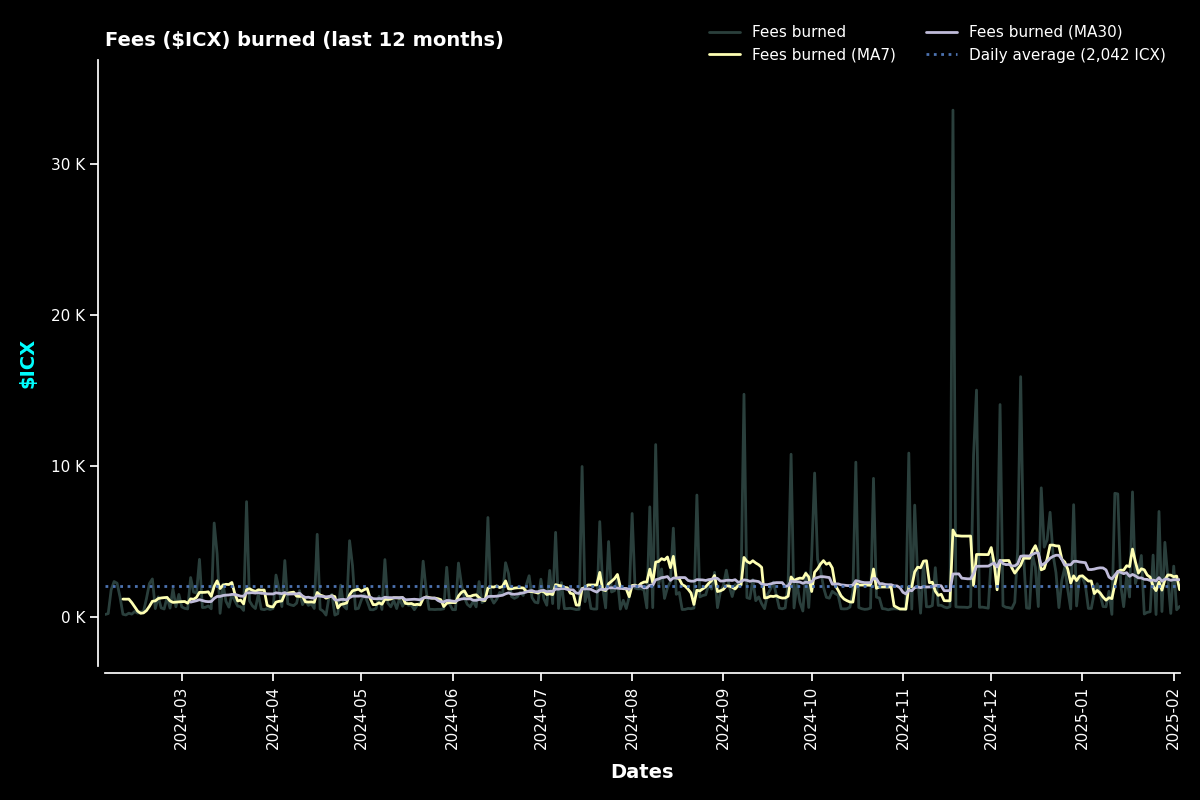 Fees ($ICX) burned (last 12 months)
Fees burned
Fees burned (MA7)
Fees burned (MA30)
Daily average (2,042 ICX)
$ICX
30 K
20 K
10 K
0 K
2024-03
2024-04
2024-05
2024-06
2024-07
2024-08
2024-09
2024-10
2024-11
2024-12
2025-01
2025-02
Dates